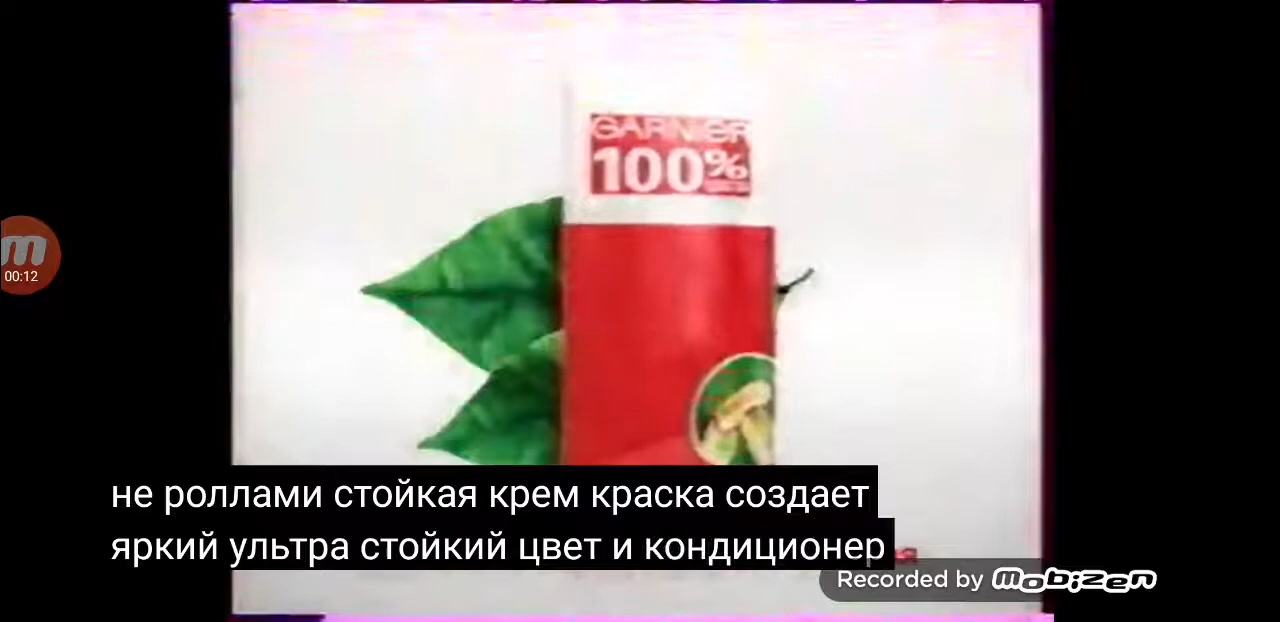 GARNIER
100%
00:12
не роллами стойкая крем краска создает
яркий ультра стойкий цвет и кондиционер
Recorded by mobizen